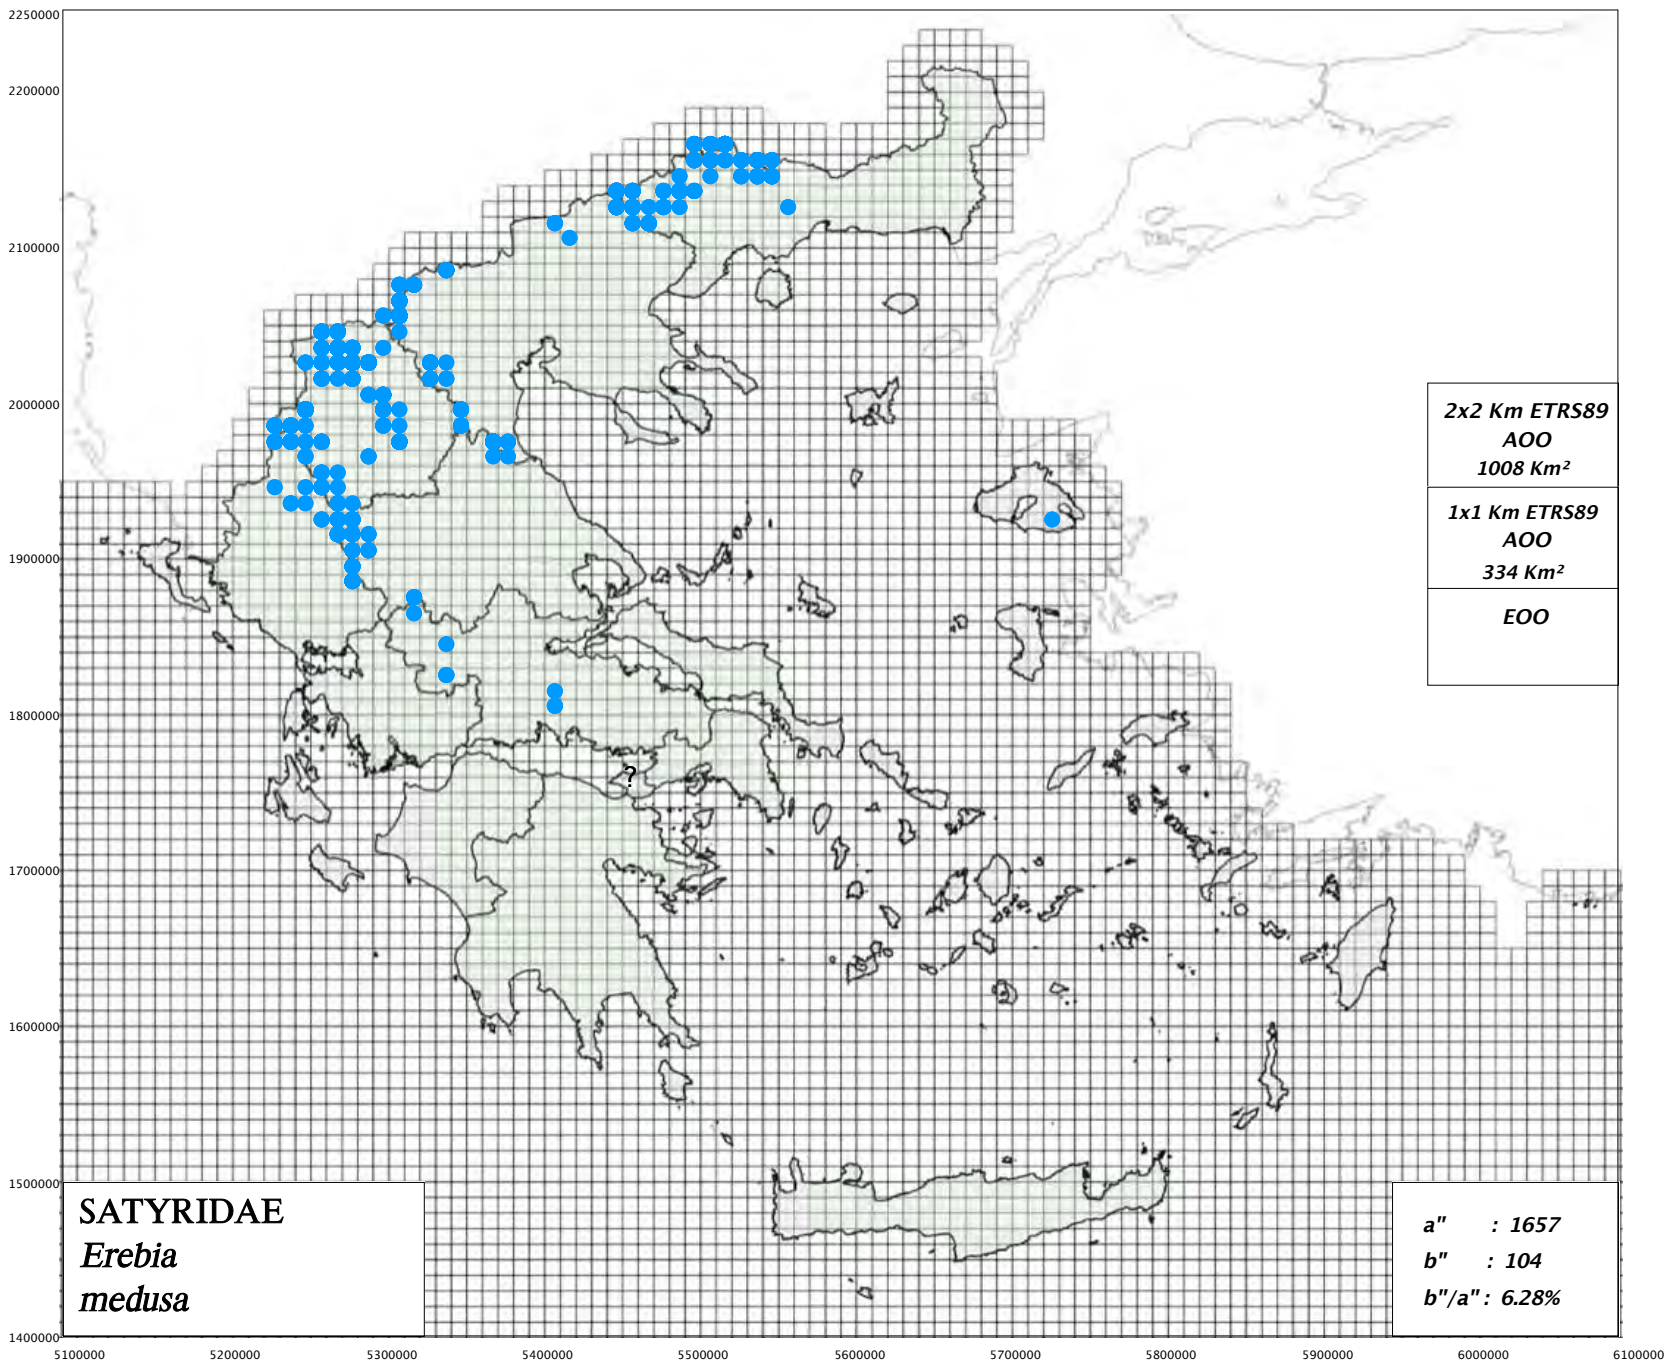 2250000
2200000
2100000
2000000
1900000
1800000
1700000
1600000
1500000
1400000
5100000 5200000 5300000 5400000 5500000 5600000 5700000 5800000 5900000 6000000 6100000
2x2 Km ETRS89
AOO
1008 Km²
1x1 Km ETRS89
AOO
334 Km²
EOO
?
SATYRIDAE
Erebia
medusa
a" : 1657
b" : 104
b"/a" : 6.28%